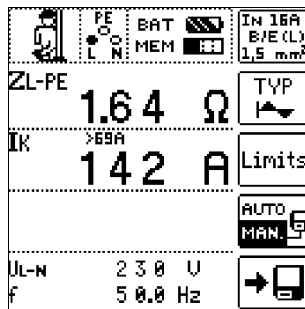 PE
L N
BAT
MEM
IN 16A
B/E(L)
1,5 mm²
ZL-PE
1.64 Ω
TYP
IK
>69A
142 A
Limits
AUTO
MAN.
UL-N 230 V
f 50.0 Hz